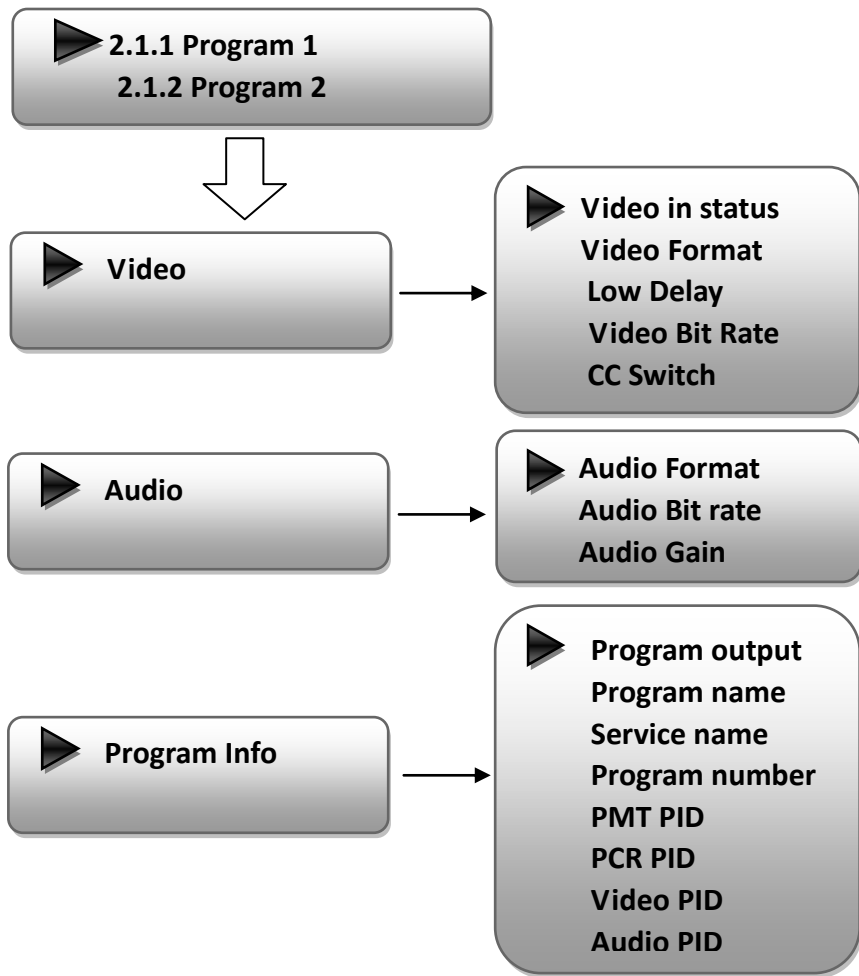 2.1.1 Program 1
2.1.2 Program 2
Video
Video in status
Video Format
Low Delay
Video Bit Rate
CC Switch
Audio
Audio Format
Audio Bit rate
Audio Gain
Program Info
Program output
Program name
Service name
Program number
PMT PID
PCR PID
Video PID
Audio PID